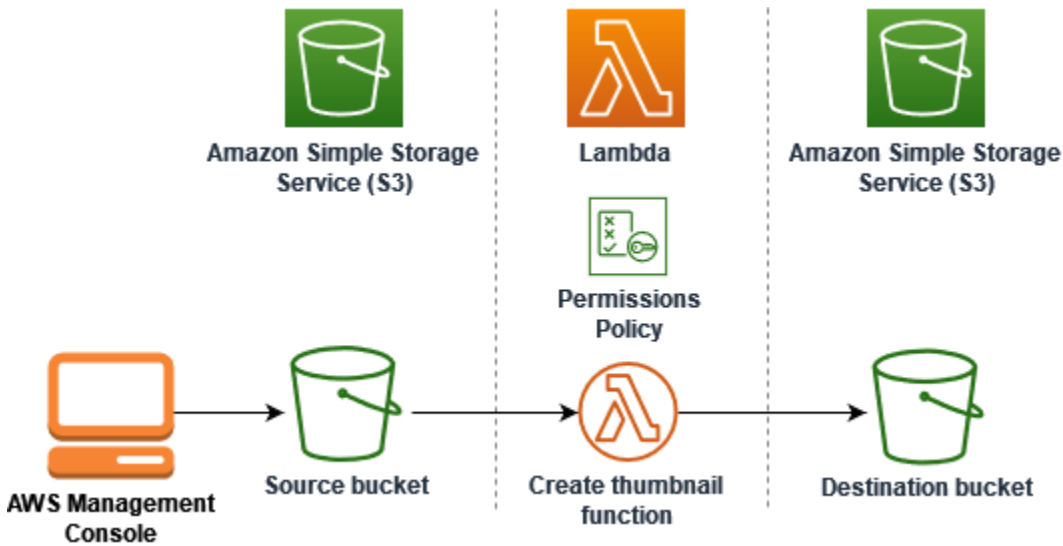 Amazon Simple Storage
Service (S3)
Lambda
Amazon Simple Storage
Service (S3)
Permissions
Policy
AWS Management
Console
Source bucket
Create thumbnail
function
Destination bucket